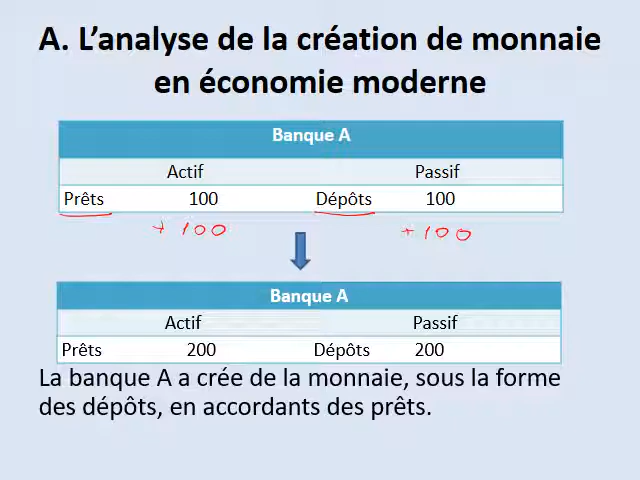 A. L’analyse de la création de monnaie
en économie moderne
Banque A
Actif Passif
Prêts 100 Dépôts 100
+ 100 + 100
Banque A
Actif Passif
Prêts 200 Dépôts 200
La banque A a crée de la monnaie, sous la forme
des dépôts, en accordants des prêts.